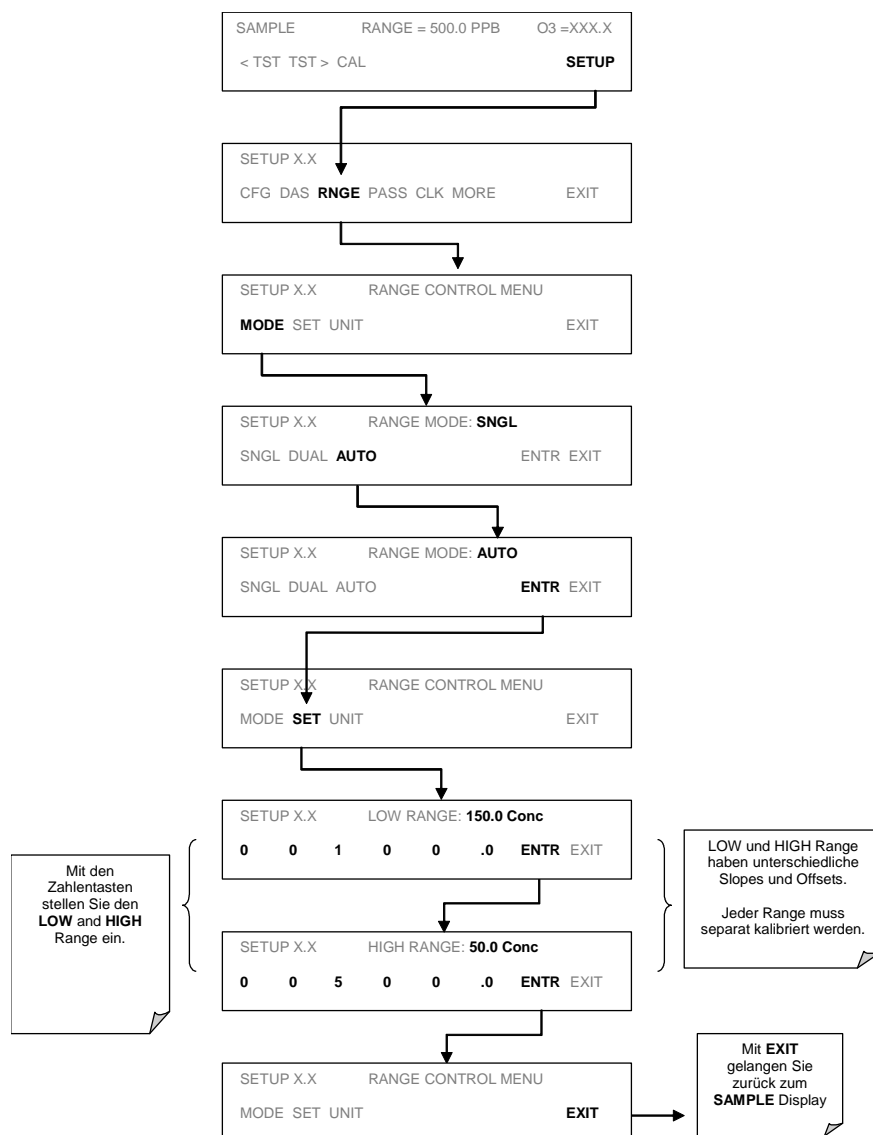 SAMPLE RANGE = 500.0 PPB O3 =XXX.X
< TST TST > CAL SETUP
SETUP X.X
CFG DAS RNGE PASS CLK MORE EXIT
SETUP X.X RANGE CONTROL MENU
MODE SET UNIT EXIT
SETUP X.X RANGE MODE: SNGL
SNGL DUAL AUTO ENTR EXIT
SETUP X.X RANGE MODE: AUTO
SNGL DUAL AUTO ENTR EXIT
SETUP X.X RANGE CONTROL MENU
MODE SET UNIT EXIT
SETUP X.X LOW RANGE: 150.0 Conc
0 0 1 0 0 .0 ENTR EXIT
Mit den
Zahlentasten
stellen Sie den
LOW and HIGH
Range ein.
LOW und HIGH Range
haben unterschiedliche
Slopes und Offsets.
Jeder Range muss
separat kalibriert werden.
SETUP X.X HIGH RANGE: 50.0 Conc
0 0 5 0 0 .0 ENTR EXIT
SETUP X.X RANGE CONTROL MENU
MODE SET UNIT EXIT
Mit EXIT
gelangen Sie
zurück zum
SAMPLE Display